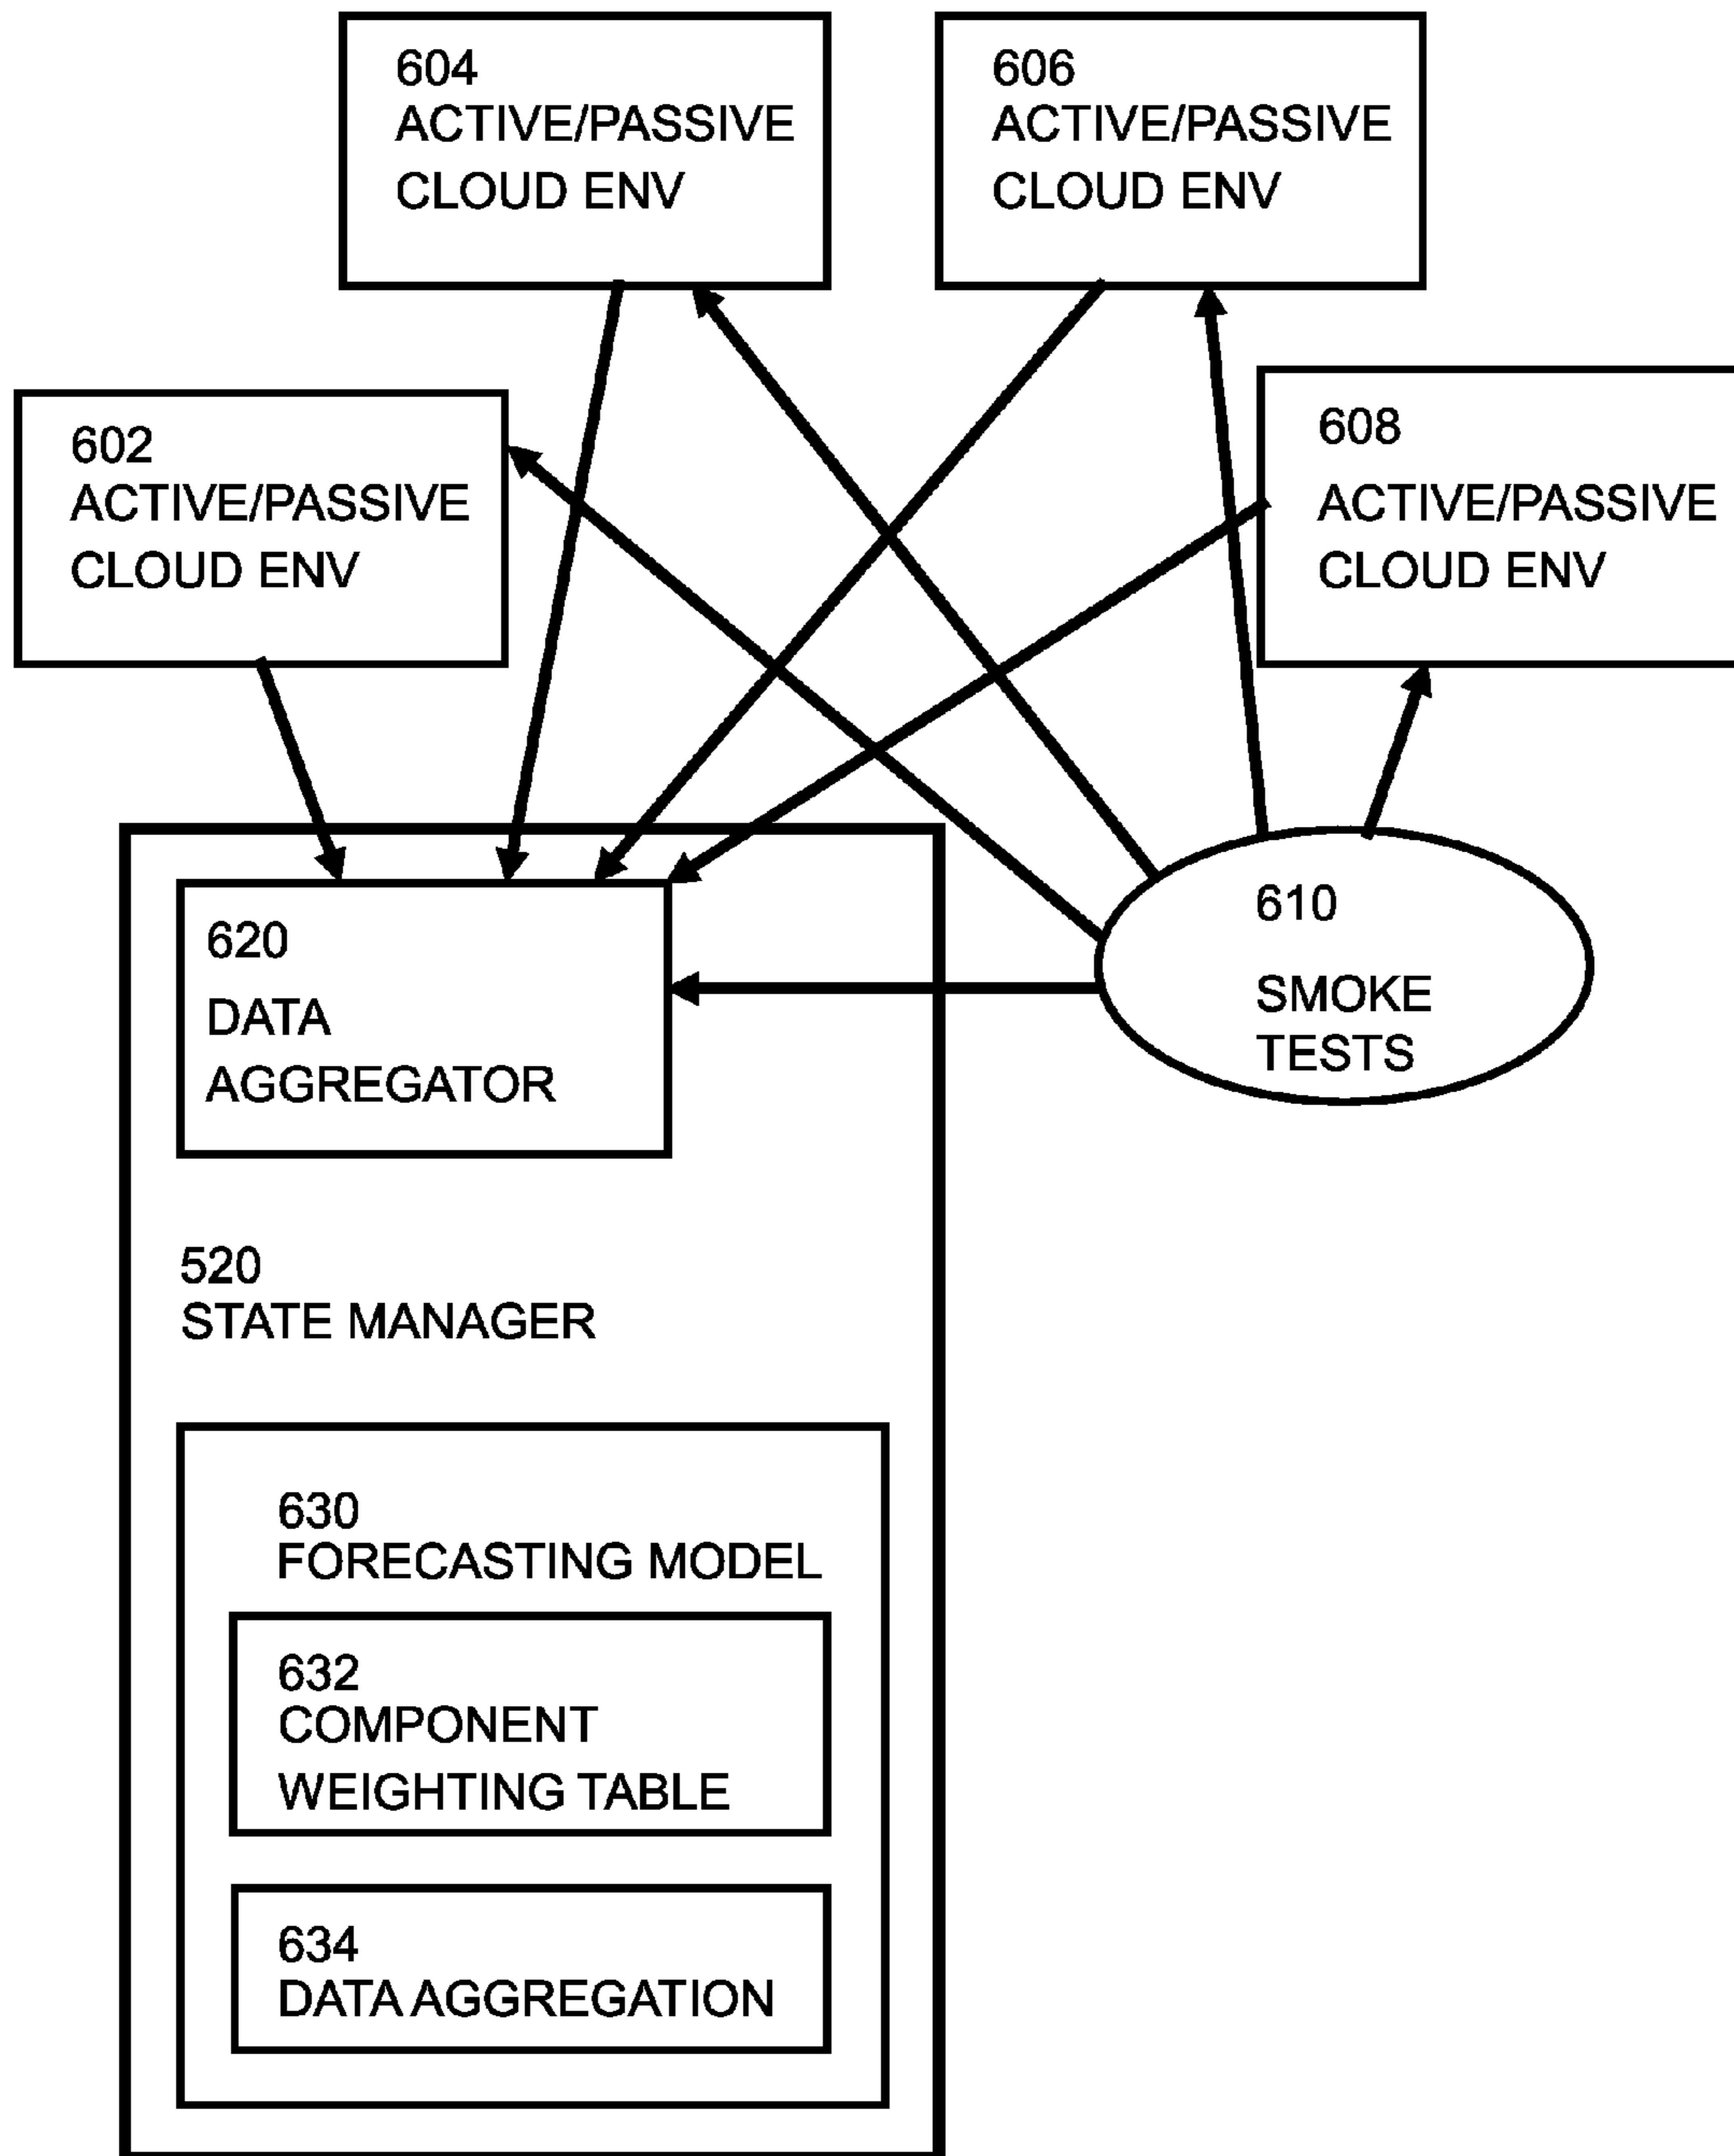 604
ACTIVE/PASSIVE
CLOUD ENV
606
ACTIVE/PASSIVE
CLOUD ENV
602
ACTIVE/PASSIVE
CLOUD ENV
608
ACTIVE/PASSIVE
CLOUD ENV
620
DATA
AGGREGATOR
610
SMOKE
TESTS
520
STATE MANAGER
630
FORECASTING MODEL
632
COMPONENT
WEIGHTING TABLE
634
DATA AGGREGATION